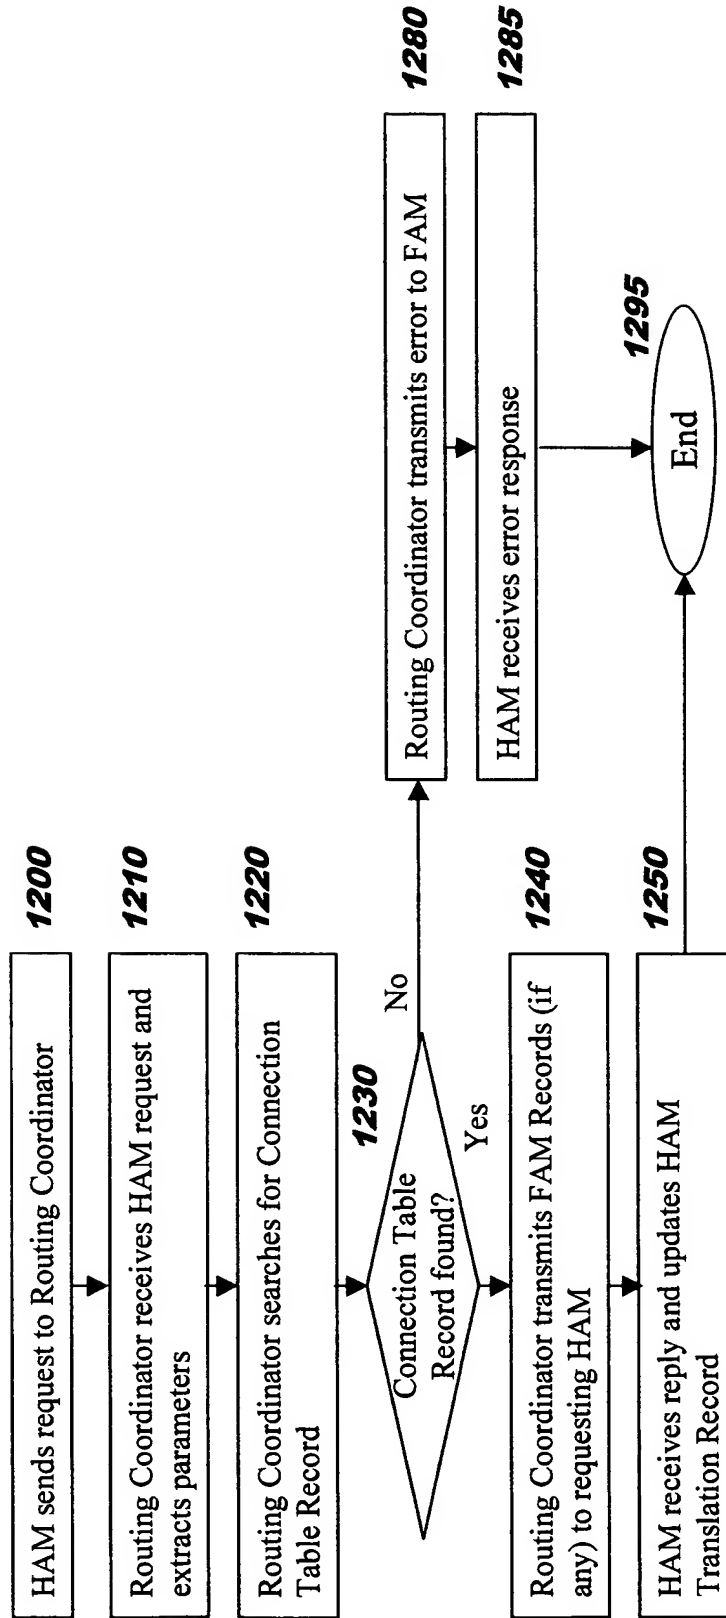 HAM sends request to Routing Coordinator
1200
Routing Coordinator receives HAM request and
extracts parameters
1210
Routing Coordinator searches for Connection
Table Record
1220
Connection Table
Record found?
1230
No
Yes
Routing Coordinator transmits FAM Records (if
any) to requesting HAM
1240
HAM receives reply and updates HAM
Translation Record
1250
Routing Coordinator transmits error to FAM
1280
HAM receives error response
1285
End
1295